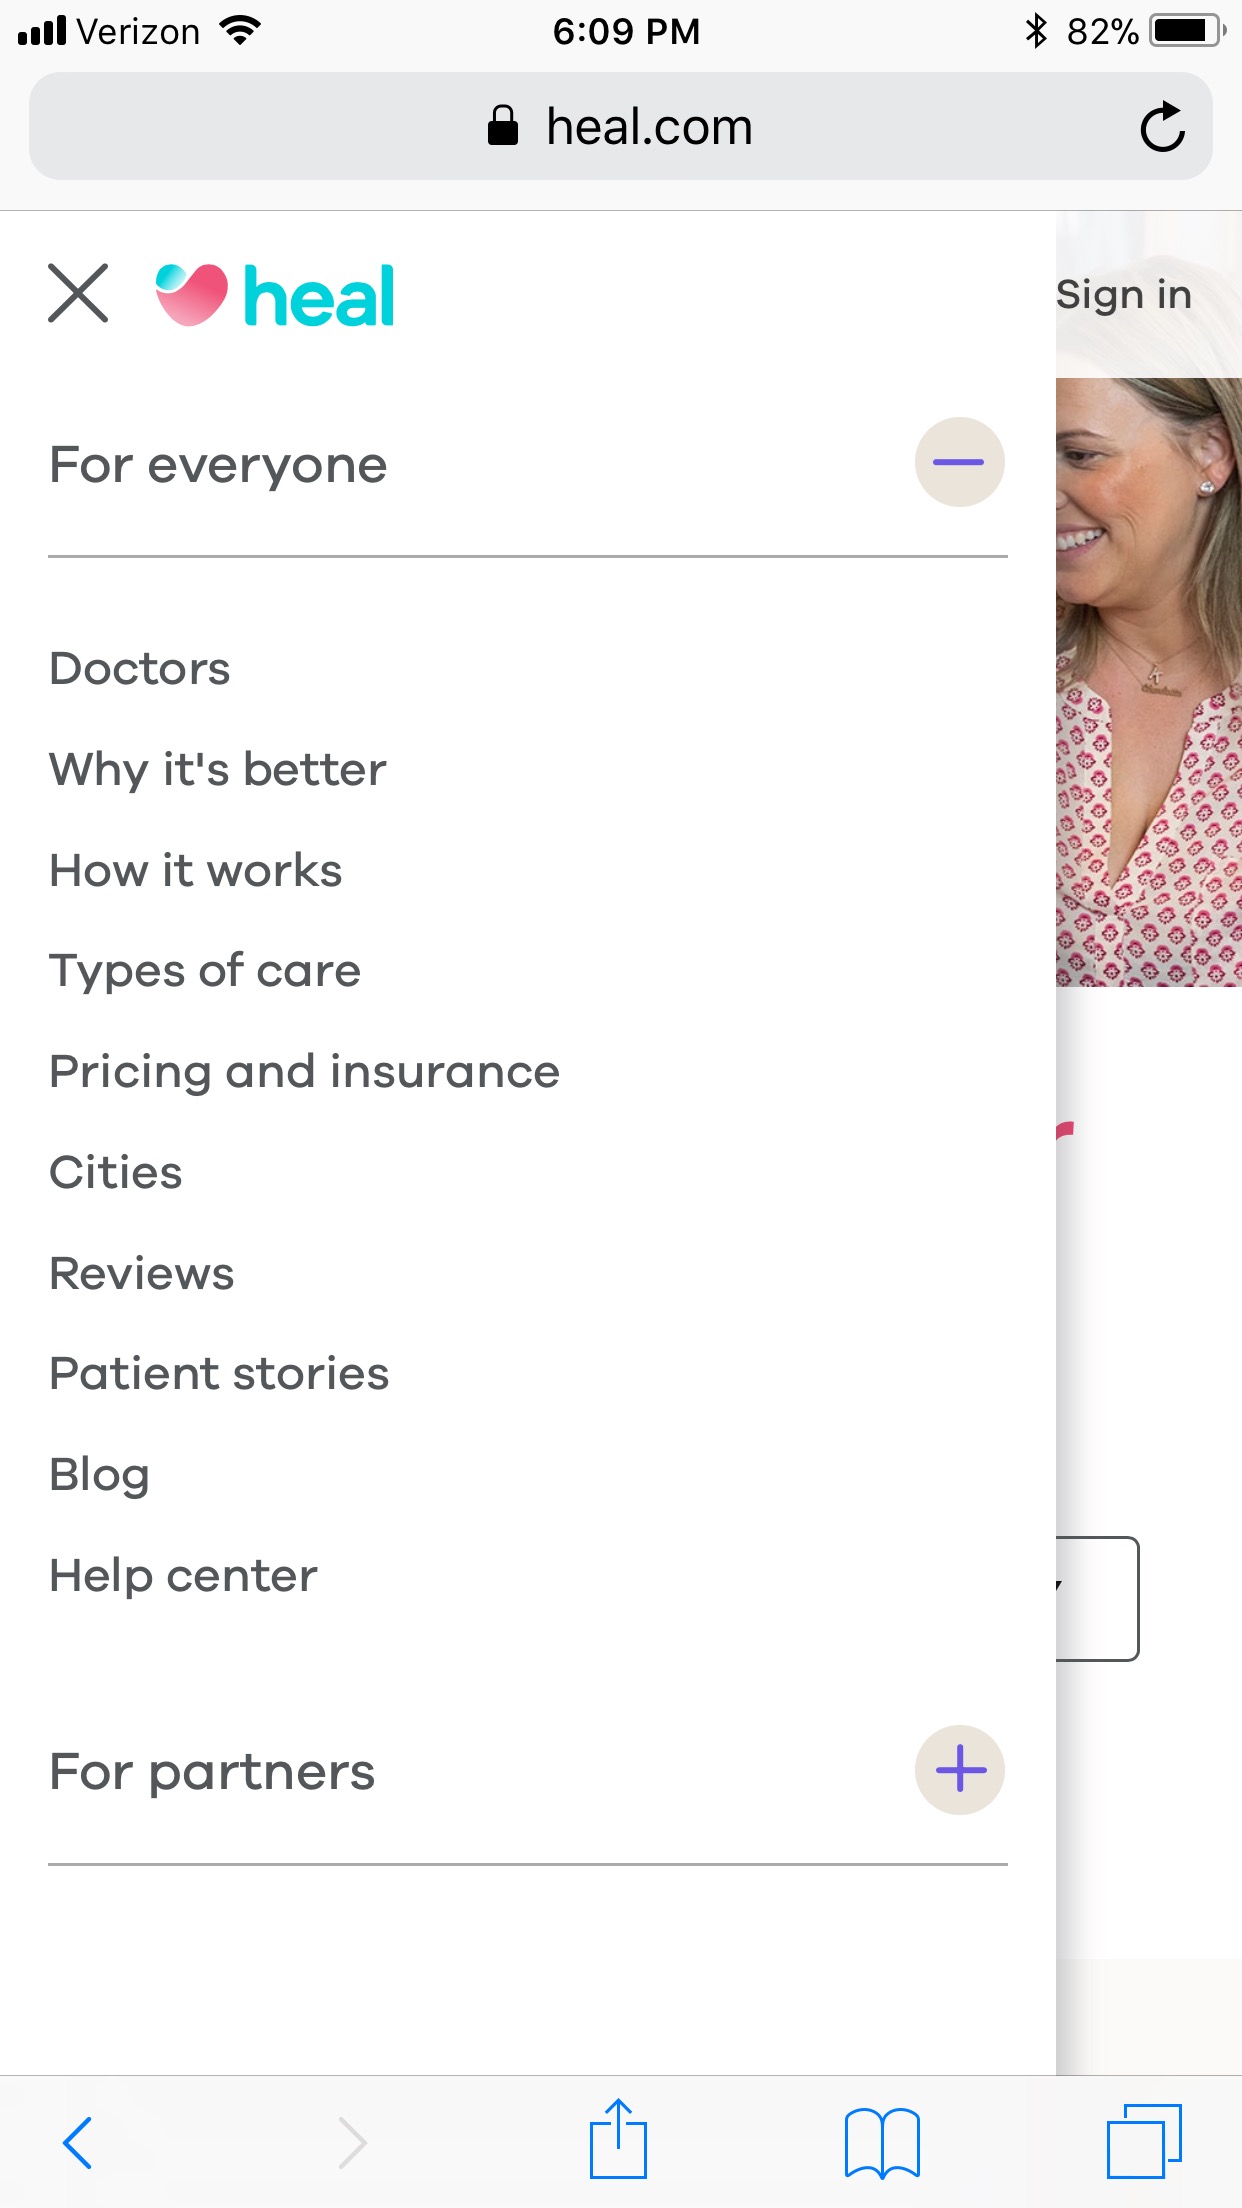 Verizon 6:09 PM 82%
heal.com
heal Sign in
For everyone
Doctors
Why it's better
How it works
Types of care
Pricing and insurance
Cities
Reviews
Patient stories
Blog
Help center
For partners